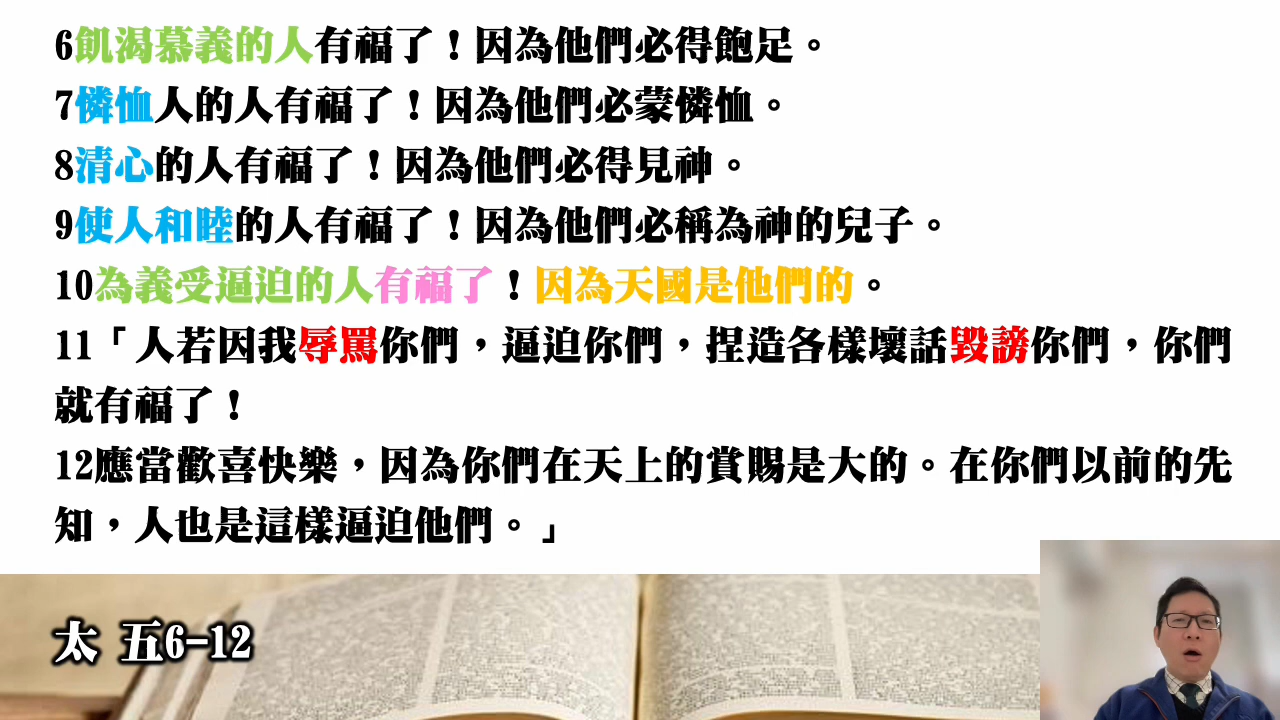 6飢渴慕義的人有福了！因為他們必得飽足。
7憐恤人的人有福了！因為他們必蒙憐恤。
8清心的人有福了！因為他們必得見神。
9使人和睦的人有福了！因為他們必稱為神的兒子。
10為義受逼迫的人有福了！因為天國是他們的。
11「人若因我辱罵你們，逼迫你們，捏造各樣壞話毀謗你們，你們
就有福了！
12應當歡喜快樂，因為你們在天上的賞賜是大的。在你們以前的先
知，人也是這樣逼迫他們。」
太 五6-12